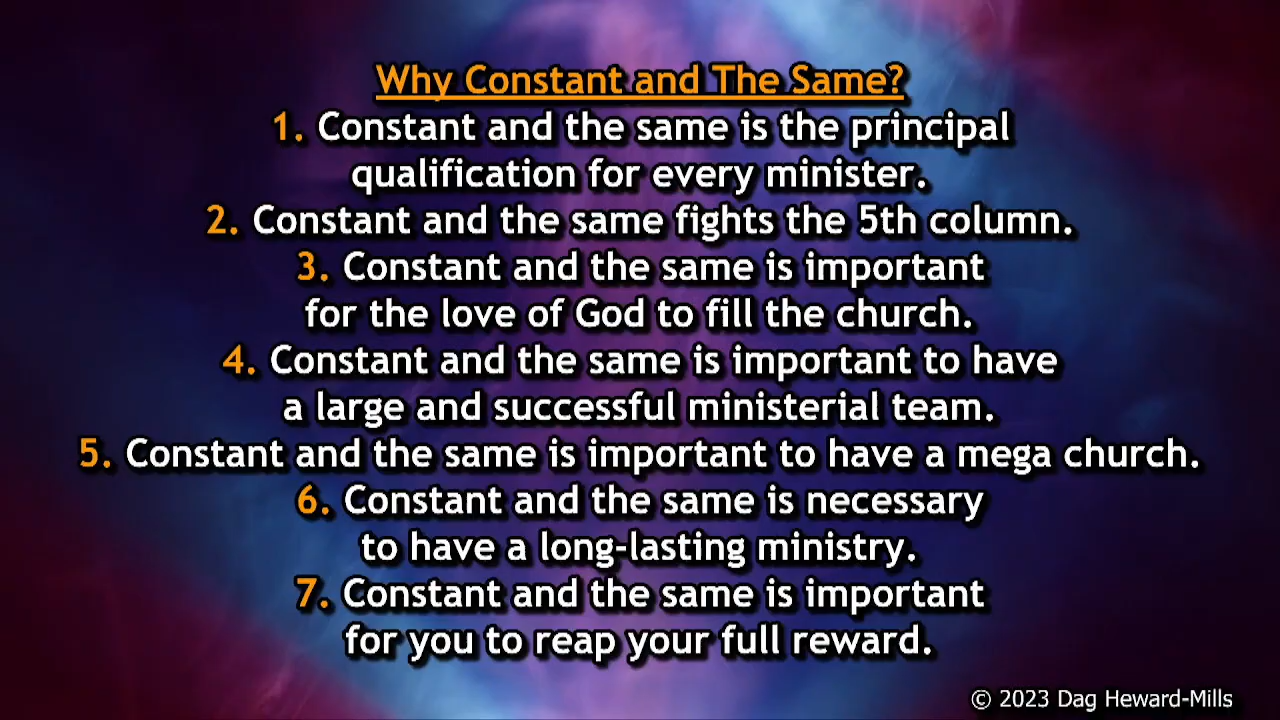 Why Constant and The Same?
1. Constant and the same is the principal
qualification for every minister.
2. Constant and the same fights the 5th column.
3. Constant and the same is important
for the love of God to fill the church.
4. Constant and the same is important to have
a large and successful ministerial team.
5. Constant and the same is important to have a mega church.
6. Constant and the same is necessary
to have a long-lasting ministry.
7. Constant and the same is important
for you to reap your full reward.
© 2023 Dag Heward-Mills